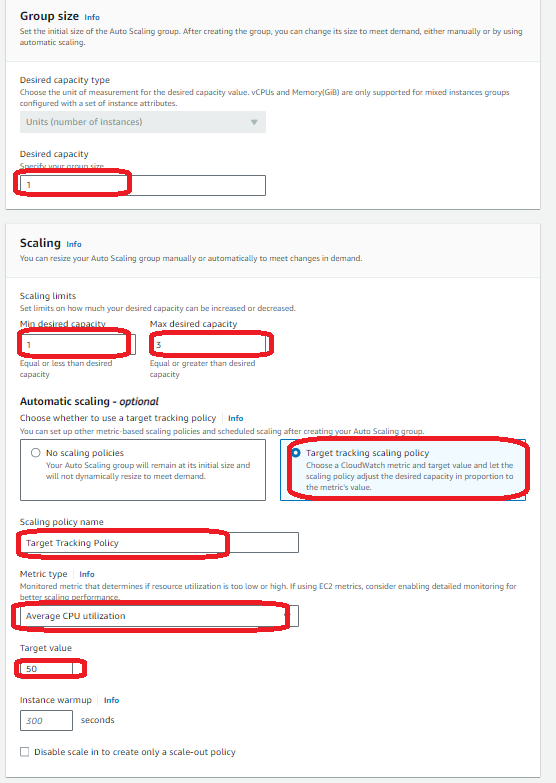 Group size Info
Set the initial size of the Auto Scaling group. After creating the group, you can change its size to meet demand, either manually or by using
automatic scaling.
Desired capacity type
Choose the unit of measurement for the desired capacity value. vCPUs and Memory(GiB) are only supported for mixed instances groups
configured with a set of instance attributes.
Units (number of instances)
Desired capacity
Specify your group size.
1
Scaling Info
You can resize your Auto Scaling group manually or automatically to meet changes in demand.
Scaling limits
Set limits on how much your desired capacity can be increased or decreased.
Min desired capacity Max desired capacity
1 3
Equal or less than desired Equal or greater than desired
capacity capacity
Automatic scaling - optional
Choose whether to use a target tracking policy Info
You can set up other metric-based scaling policies and scheduled scaling after creating your Auto Scaling group.
No scaling policies Target tracking scaling policy
Your Auto Scaling group will remain at its initial size and Choose a CloudWatch metric and target value and let the
will not dynamically resize to meet demand. scaling policy adjust the desired capacity in proportion to
the metric's value.
Scaling policy name
Target Tracking Policy
Metric type Info
Monitored metric that determines if resource utilization is too low or high. If using EC2 metrics, consider enabling detailed monitoring for
better scaling performance.
Average CPU utilization
Target value
50
Instance warmup Info
300 seconds
Disable scale in to create only a scale-out policy